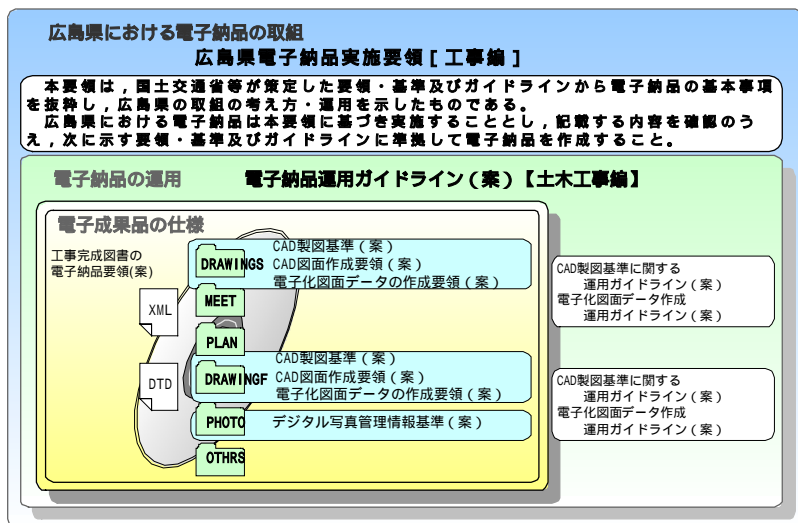 広島県における電子納品の取組
広島県電子納品実施要領[工事編]
本要領は，国土交通省等が策定した要領・基準及びガイドラインから電子納品の基本事項
を抜粋し，広島県の取組の考え方・運用を示したものである。
広島県における電子納品は本要領に基づき実施することとし，記載する内容を確認のう
え，次に示す要領・基準及びガイドラインに準拠して電子納品を作成すること。
電子納品の運用
電子納品運用ガイドライン（案）【土木工事編】
電子成果品の仕様
工事完成図書の
電子納品要領(案)
XML
DTD
DRAWINGS
CAD製図基準（案）
CAD図面作成要領（案）
電子化図面データの作成要領（案）
MEET
PLAN
DRAWINGF
CAD製図基準（案）
CAD図面作成要領（案）
電子化図面データの作成要領（案）
PHOTO
デジタル写真管理情報基準（案）
OTHRS
CAD製図基準に関する
運用ガイドライン（案）
電子化図面データ作成
運用ガイドライン（案）
CAD製図基準に関する
運用ガイドライン（案）
電子化図面データ作成
運用ガイドライン（案）